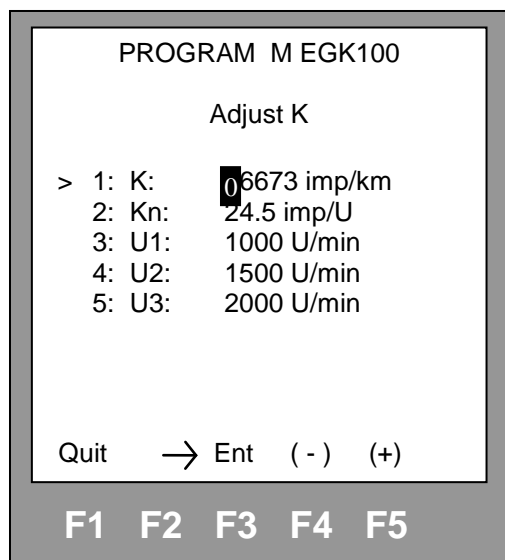 PROGRAM M EGK100
Adjust K
> 1: K: 06673 imp/km
2: Kn: 24.5 imp/U
3: U1: 1000 U/min
4: U2: 1500 U/min
5: U3: 2000 U/min
Quit → Ent ( - ) (+)
F1 F2 F3 F4 F5